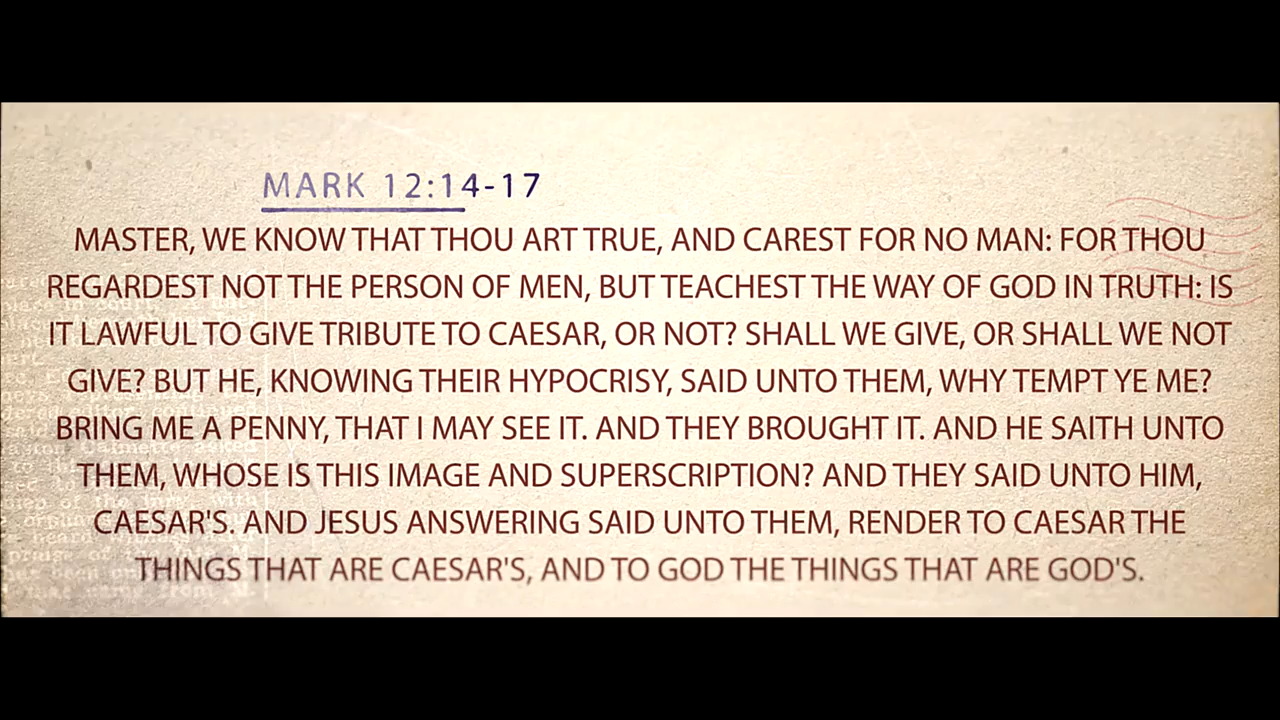 MARK 12:14-17
MASTER, WE KNOW THAT THOU ART TRUE, AND CAREST FOR NO MAN: FOR THOU
REGARDEST NOT THE PERSON OF MEN, BUT TEACHEST THE WAY OF GOD IN TRUTH: IS
IT LAWFUL TO GIVE TRIBUTE TO CAESAR, OR NOT? SHALL WE GIVE, OR SHALL WE NOT
GIVE? BUT HE, KNOWING THEIR HYPOCRISY, SAID UNTO THEM, WHY TEMPT YE ME?
BRING ME A PENNY, THAT I MAY SEE IT. AND THEY BROUGHT IT. AND HE SAITH UNTO
THEM, WHOSE IS THIS IMAGE AND SUPERSCRIPTION? AND THEY SAID UNTO HIM,
CAESAR'S. AND JESUS ANSWERING SAID UNTO THEM, RENDER TO CAESAR THE
THINGS THAT ARE CAESAR'S, AND TO GOD THE THINGS THAT ARE GOD'S.